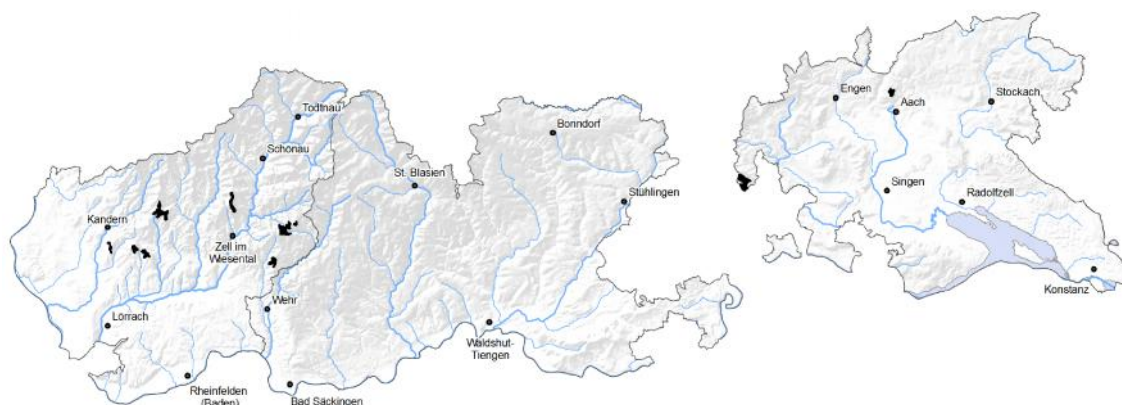 Todtnau
Bonndorf
Schönau
St. Blasien
Stühlingen
Kandern
Zell im
Wiesental
Wehr
Lörrach
Waldshut-
Tiengen
Rheinfelden
(Baden)
Bad Säckingen
Engen
Aach
Stockach
Singen
Radolfzell
Konstanz